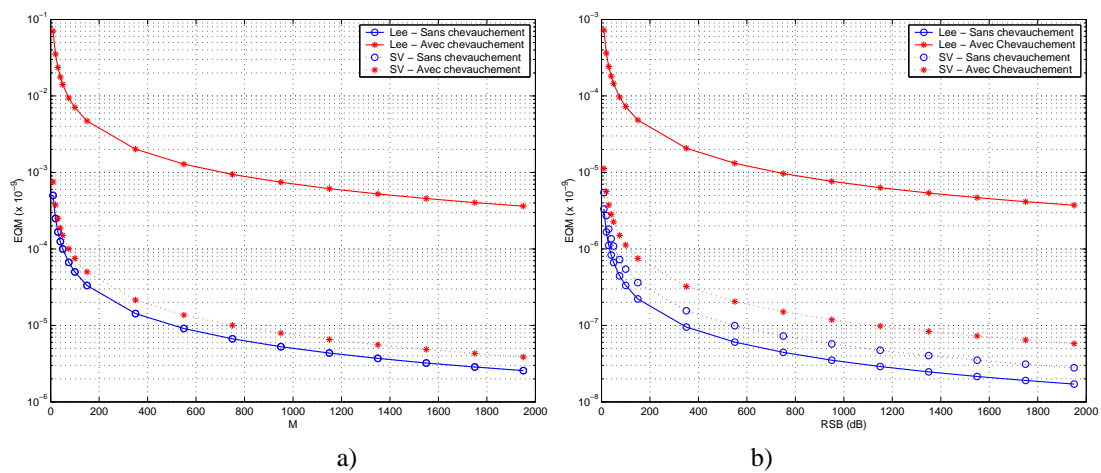 10⁻¹
10⁻²
10⁻³
10⁻⁴
10⁻⁵
10⁻⁶
EQM (x 10⁻⁹)
0 200 400 600 800 1000 1200 1400 1600 1800 2000
M
Lee − Sans chevauchement
Lee − Avec chevauchement
SV − Sans chevauchement
SV − Avec chevauchement
a)
10⁻³
10⁻⁴
10⁻⁵
10⁻⁶
10⁻⁷
10⁻⁸
EQM (x 10⁻⁹)
0 200 400 600 800 1000 1200 1400 1600 1800 2000
RSB (dB)
Lee − Sans chevauchement
Lee − Avec Chevauchement
SV − Sans chevauchement
SV − Avec Chevauchement
b)